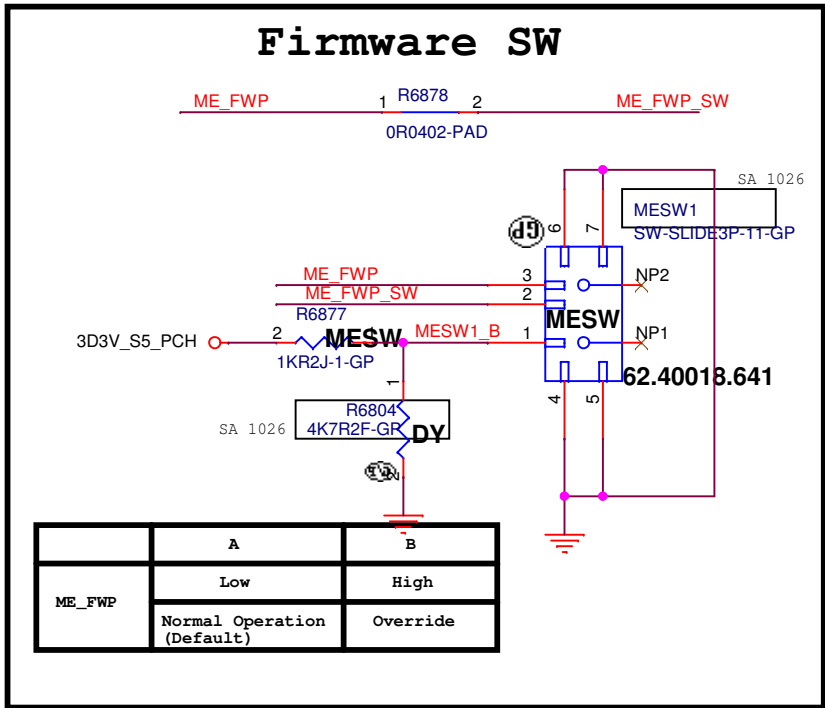 Firmware SW
ME_FWP
1
R6878
2
ME_FWP_SW
0R0402-PAD
SA 1026
MESW1
SW-SLIDE3P-11-GP
6
7
GP
ME_FWP
3
NP2
ME_FWP_SW
2
R6877
MESW
3D3V_S5_PCH
2
MESW
MESW1_B
1
NP1
1KR2J-1-GP
62.40018.641
1
4
5
R6804
4K7R2F-GP
DY
SA 1026
2
A
B
ME_FWP
Low
High
Normal Operation
(Default)
Override